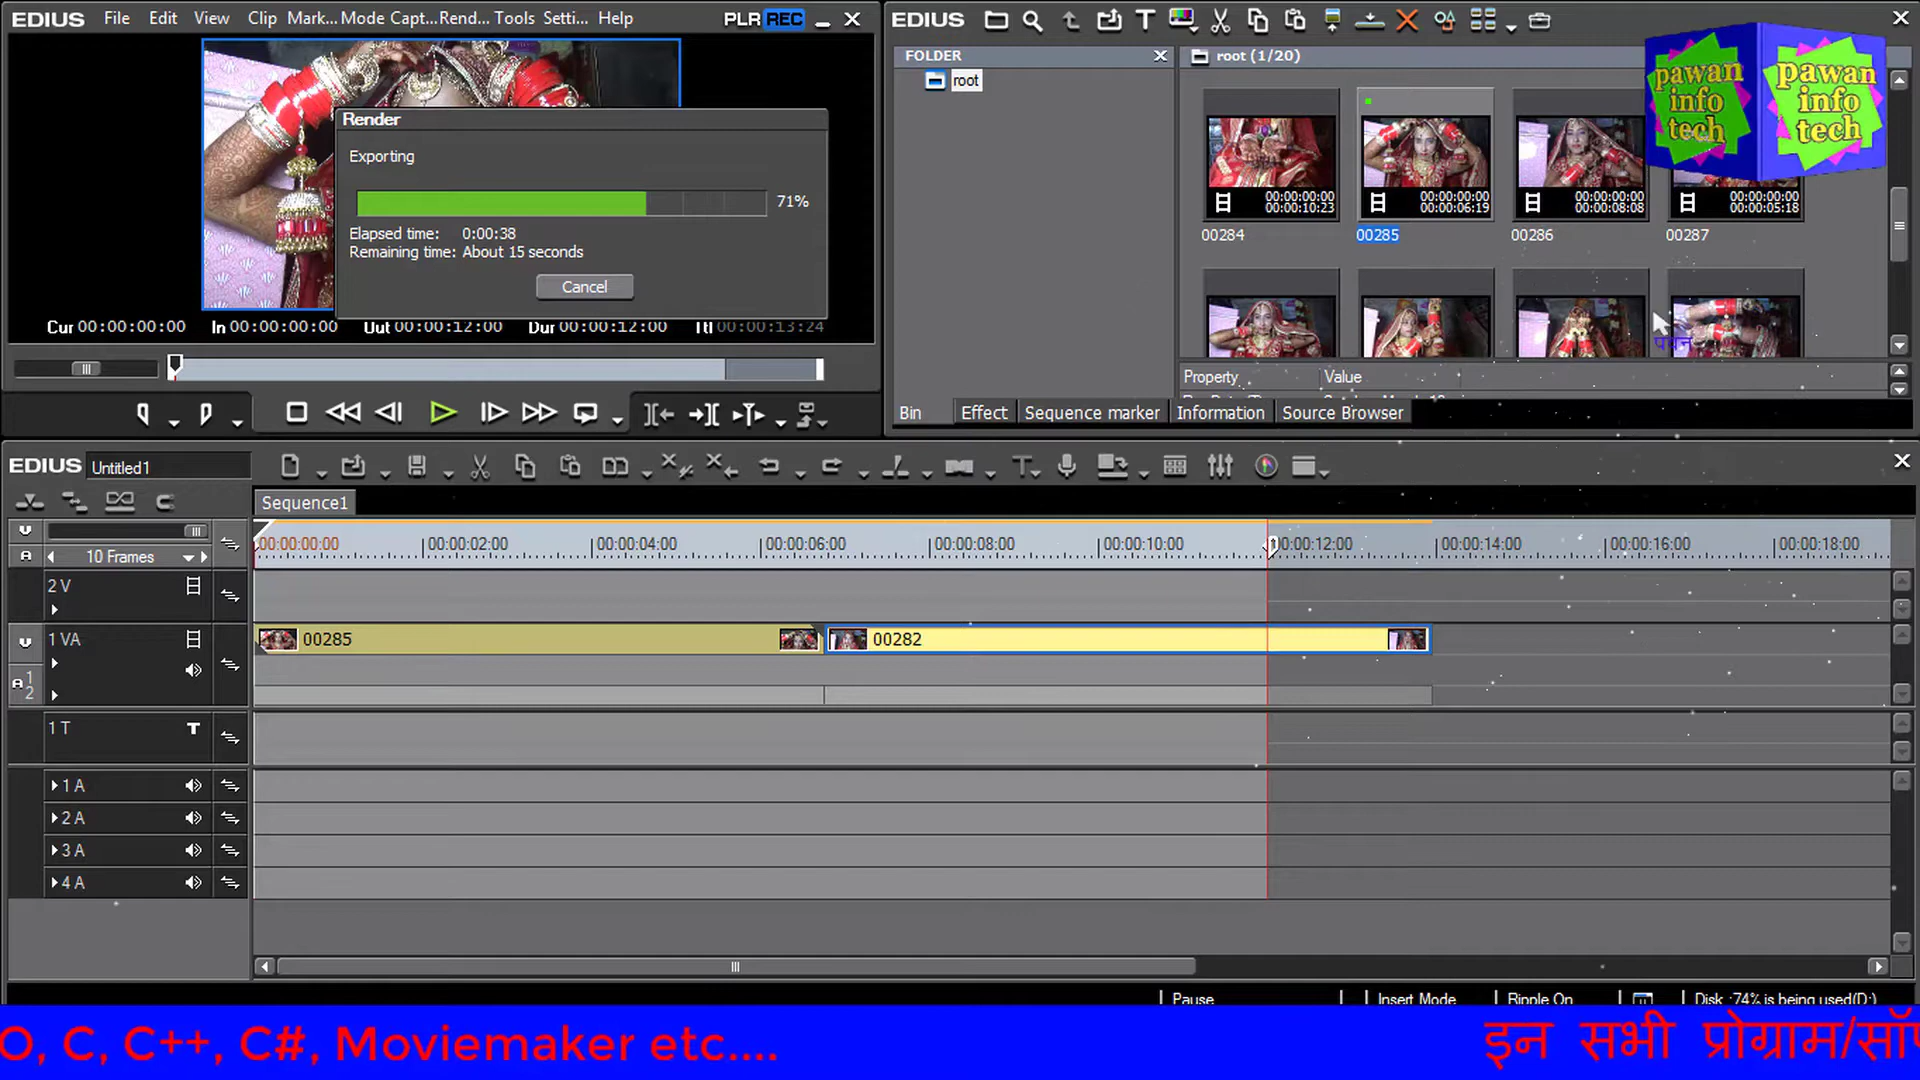 File Edit View Clip Mark... Mode Capt... Rend... Tools Setti... Help PLR REC
Render
Exporting
71%
Elapsed time: 0:00:38
Remaining time: About 15 seconds
Cancel
Cur 00:00:00:00 In 00:00:00:00 Out 00:00:12:00 Dur 00:00:12:00 Ttl 00:00:13:24
EDIUS
FOLDER
root
root (1/20)
00:00:00:00 00:00:00:00 00:00:00:00 00:00:00:00
00:00:10:23 00:00:06:19 00:00:08:08 00:00:05:18
00284 00285 00286 00287
pawan info tech
pawan info tech
पवन
Property Value
Bin Effect Sequence marker Information Source Browser
EDIUS Untitled1
Sequence1
10 Frames 00:00:00:00 00:00:02:00 00:00:04:00 00:00:06:00 00:00:08:00 00:00:10:00 00:00:12:00 00:00:14:00 00:00:16:00 00:00:18:00
2 V
1 VA 00285 00282
A 1 2
1 T T
1 A
2 A
3 A
4 A
Pause Insert Mode Ripple On Disk :74% is being used(D:)
O, C, C++, C#, Moviemaker etc.... इन सभी प्रोग्राम/सॉफ